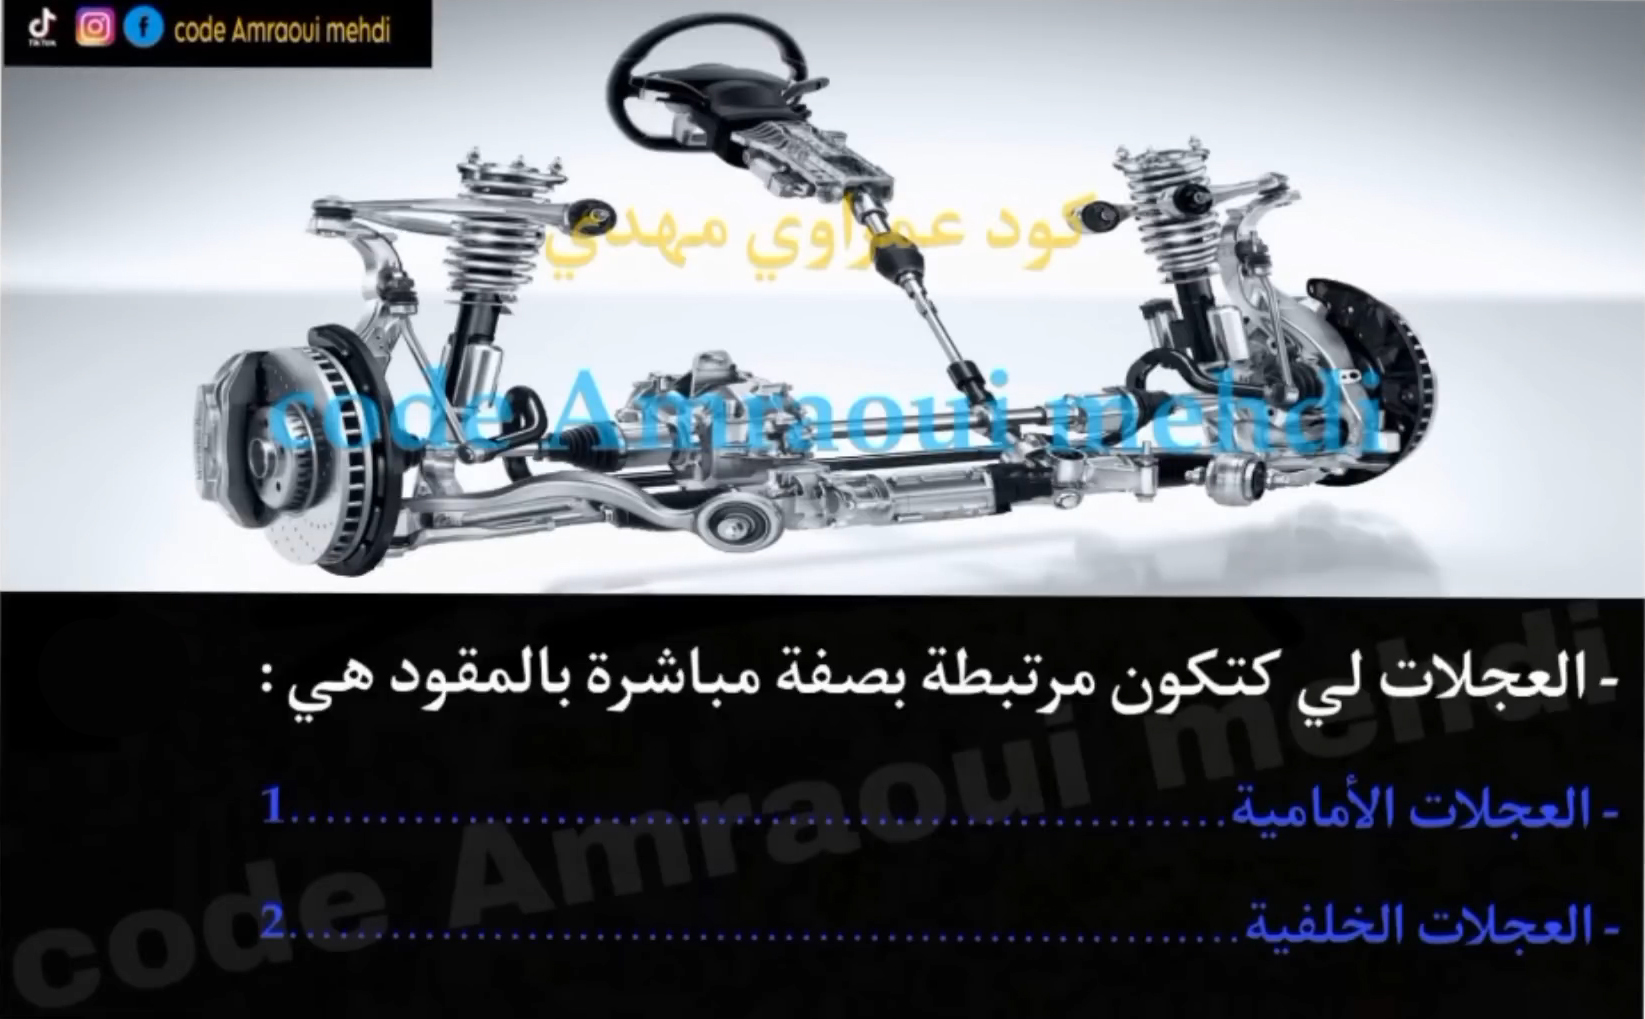 TikTok
code Amraoui mehdi
كود عمراوي مهدي
code Amraoui mehdi
- العجلات لي كتكون مرتبطة بصفة مباشرة بالمقود هي :
- العجلات الأمامية.......................................................1
- العجلات الخلفية.......................................................2
code Amraoui mehdi